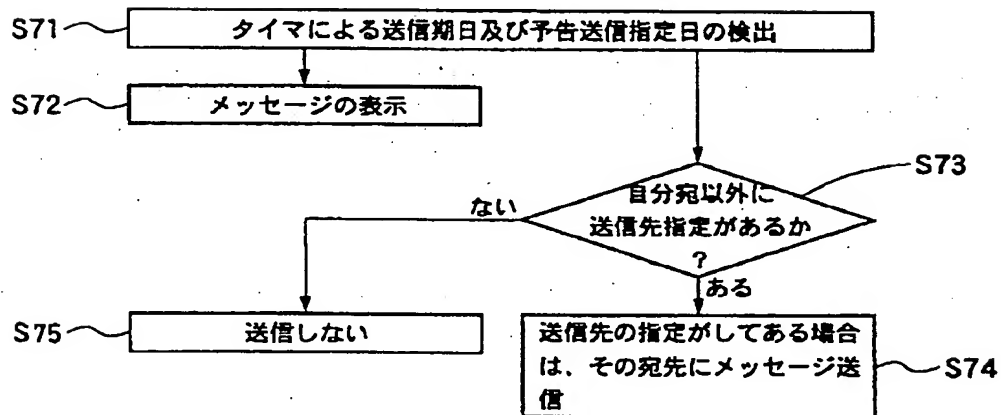 S71
タイマによる送信期日及び予告送信指定日の検出
S72
メッセージの表示
S73
自分宛以外に
送信先指定があるか
?
ない
ある
S75
送信しない
送信先の指定がしてある場合
は、その宛先にメッセージ送
信
S74